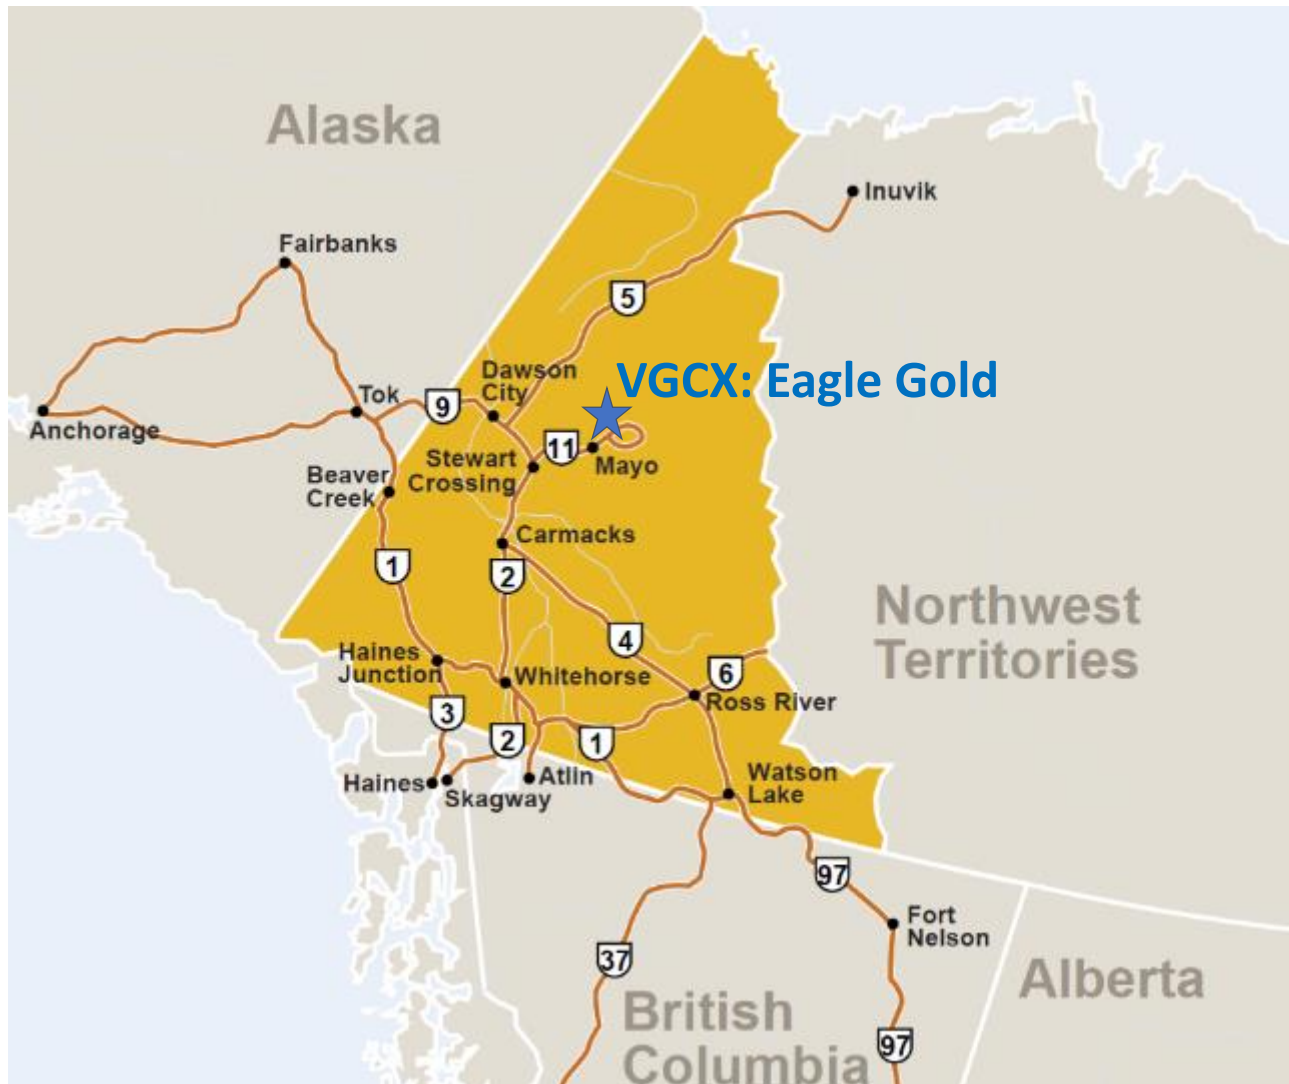 Alaska
Inuvik
Fairbanks
5
VGCX: Eagle Gold
Dawson
City
Tok
9
Anchorage
11
Mayo
Stewart
Crossing
Beaver
Creek
Carmacks
1
2
Northwest
Territories
4
Haines
Junction
Whitehorse
6
Ross River
3
2
1
Haines
Skagway
Atlin
Watson
Lake
97
Fort
Nelson
37
Alberta
British
Columbia
97